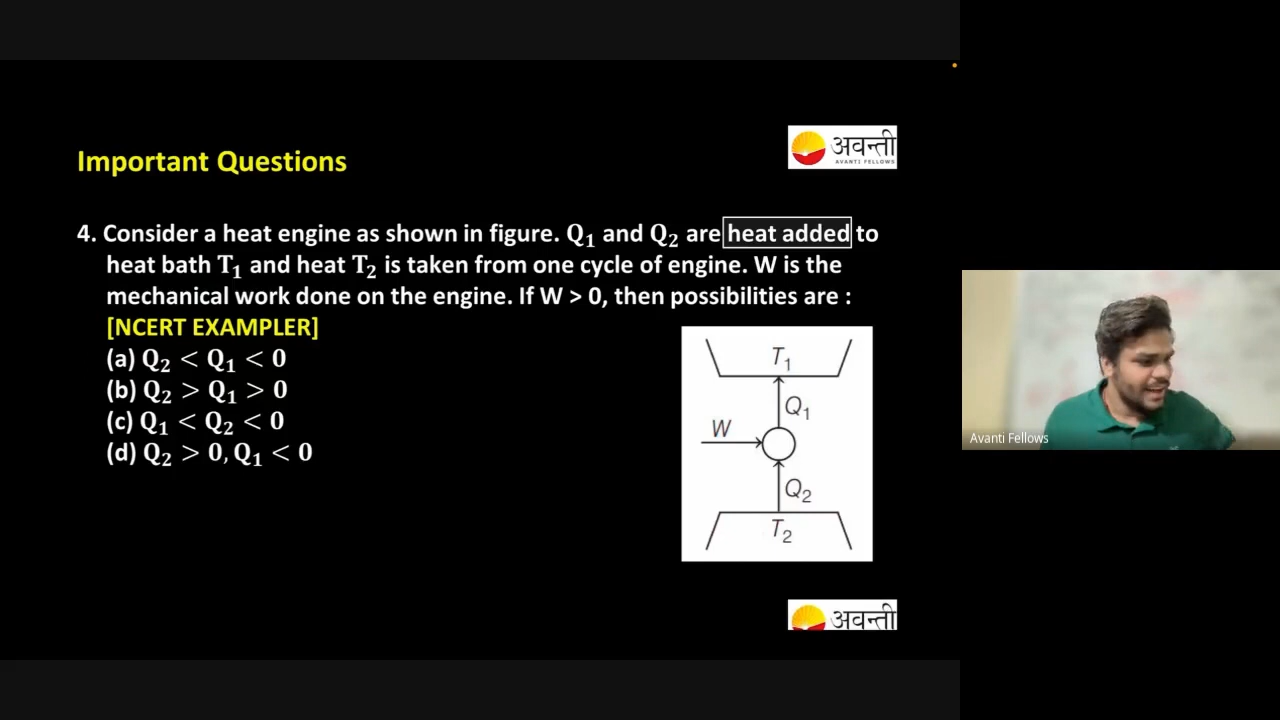 Important Questions
अवन्ती
AVANTI FELLOWS
4. Consider a heat engine as shown in figure. Q₁ and Q₂ are heat added to
heat bath T₁ and heat T₂ is taken from one cycle of engine. W is the
mechanical work done on the engine. If W > 0, then possibilities are :
[NCERT EXAMPLER]
(a) Q₂ < Q₁ < 0
(b) Q₂ > Q₁ > 0
(c) Q₁ < Q₂ < 0
(d) Q₂ > 0, Q₁ < 0
T₁
Q₁
W
Q₂
T₂
Avanti Fellows
अवन्ती